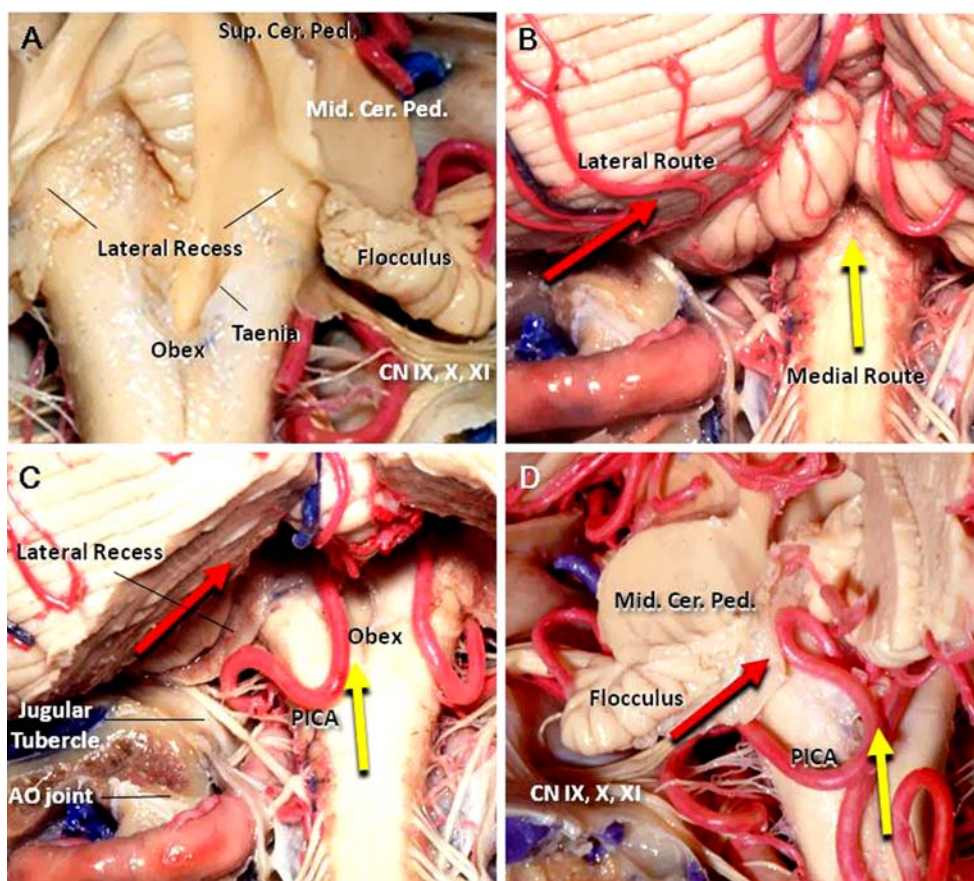 A
Sup. Cer. Ped.
Mid. Cer. Ped.
Lateral Recess
Flocculus
Taenia
Obex
CN IX, X, XI
B
Lateral Route
Medial Route
C
Lateral Recess
Obex
Jugular
Tubercle
PICA
AO joint
D
Mid. Cer. Ped.
Flocculus
PICA
CN IX, X, XI